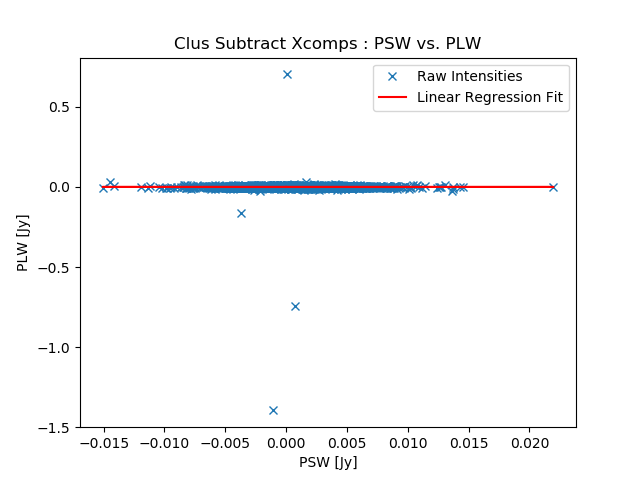 Clus Subtract Xcomps : PSW vs. PLW
Raw Intensities
Linear Regression Fit
0.5
0.0
−0.5
−1.0
−1.5
PLW [Jy]
−0.015 −0.010 −0.005 0.000 0.005 0.010 0.015 0.020
PSW [Jy]